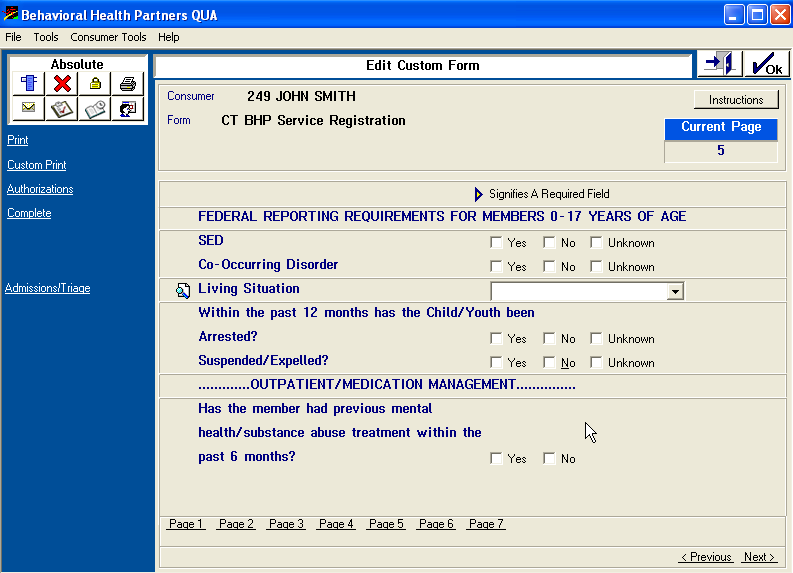 Behavioral Health Partners QUA
File Tools Consumer Tools Help
Absolute
Edit Custom Form
Ok
Consumer 249 JOHN SMITH
Instructions
Form CT BHP Service Registration
Current Page
5
Print
Custom Print
Authorizations
Complete
Admissions/Triage
Signifies A Required Field
FEDERAL REPORTING REQUIREMENTS FOR MEMBERS 0-17 YEARS OF AGE
SED Yes No Unknown
Co-Occurring Disorder Yes No Unknown
Living Situation
Within the past 12 months has the Child/Youth been
Arrested? Yes No Unknown
Suspended/Expelled? Yes No Unknown
.............OUTPATIENT/MEDICATION MANAGEMENT...............
Has the member had previous mental
health/substance abuse treatment within the
past 6 months? Yes No
Page 1 Page 2 Page 3 Page 4 Page 5 Page 6 Page 7
< Previous Next >